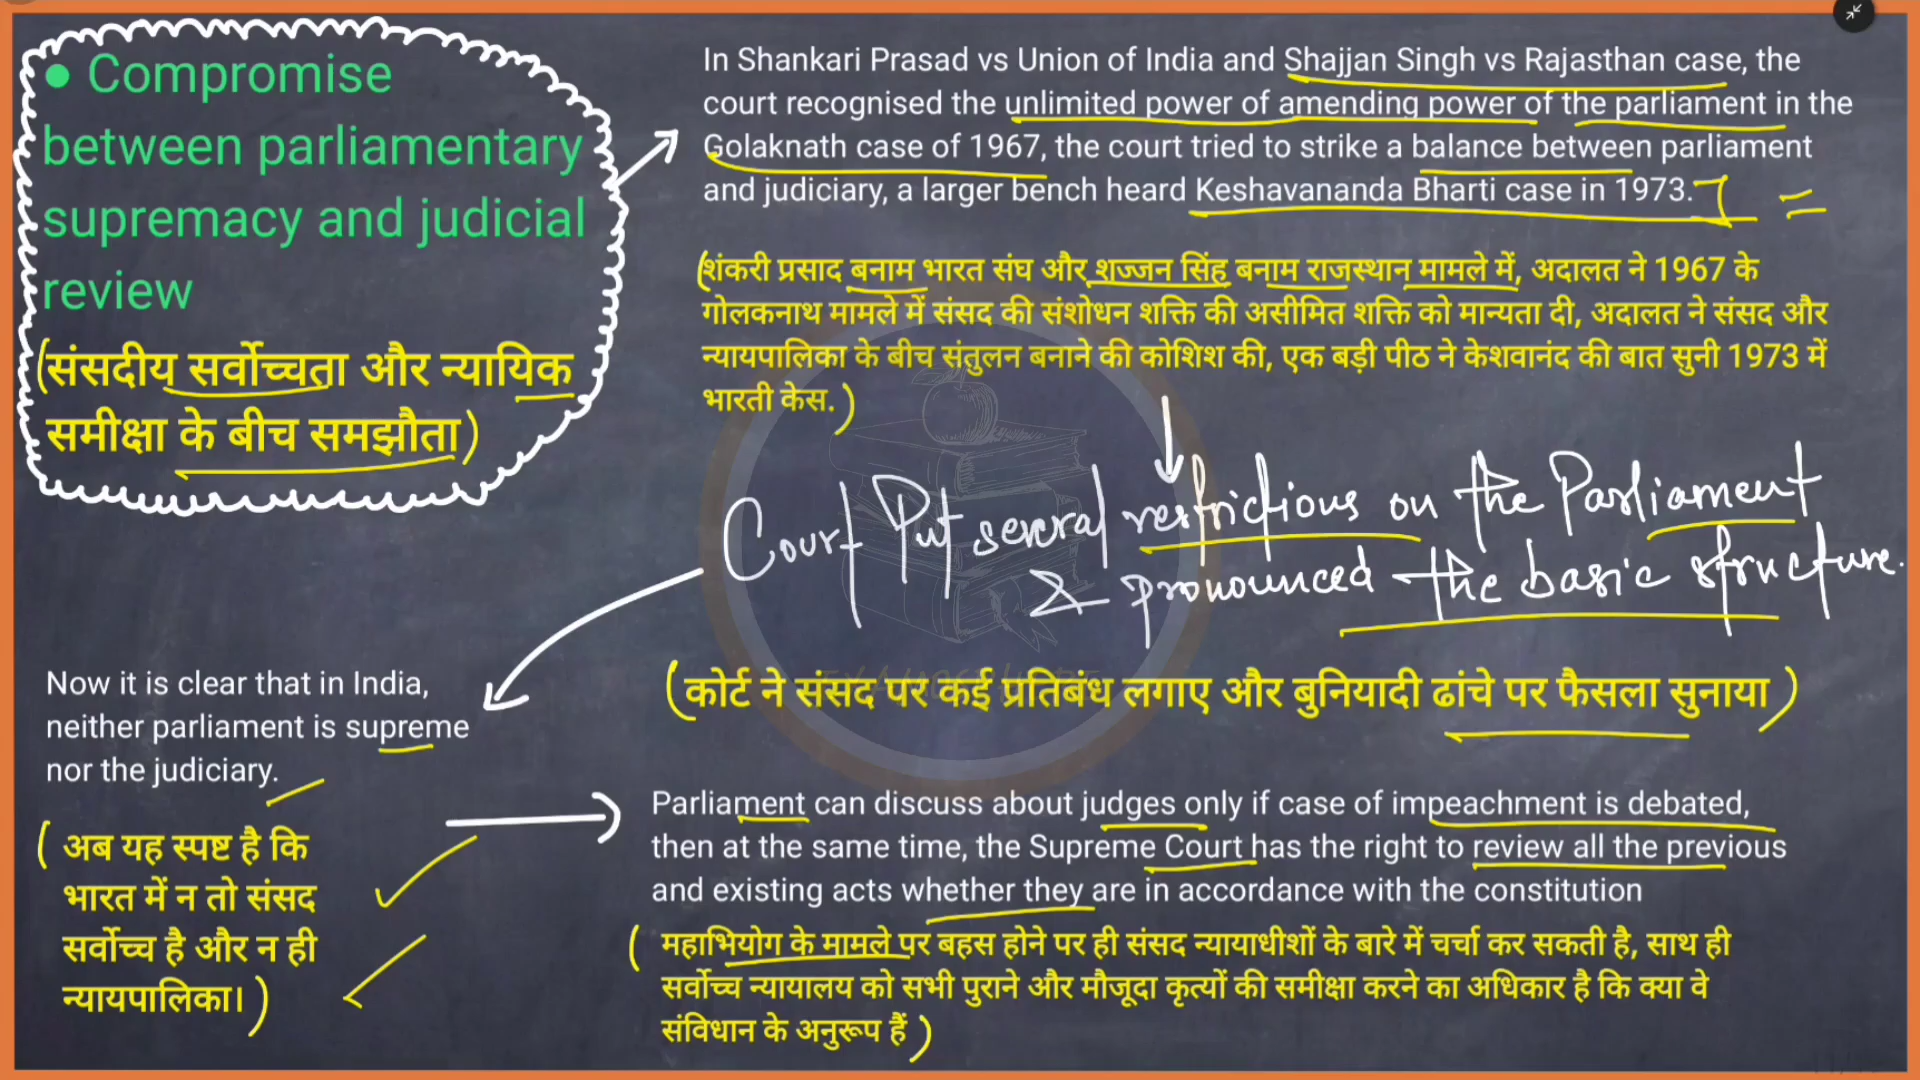 • Compromise
between parliamentary
supremacy and judicial
review
(संसदीय सर्वोच्चता और न्यायिक
समीक्षा के बीच समझौता)
In Shankari Prasad vs Union of India and Shajjan Singh vs Rajasthan case, the
court recognised the unlimited power of amending power of the parliament in the
Golaknath case of 1967, the court tried to strike a balance between parliament
and judiciary, a larger bench heard Keshavananda Bharti case in 1973.
(शंकरी प्रसाद बनाम भारत संघ और शज्जन सिंह बनाम राजस्थान मामले में, अदालत ने 1967 के
गोलकनाथ मामले में संसद की संशोधन शक्ति की असीमित शक्ति को मान्यता दी, अदालत ने संसद और
न्यायपालिका के बीच संतुलन बनाने की कोशिश की, एक बड़ी पीठ ने केशवानंद की बात सुनी 1973 में
भारती केस.)
Court Put several restrictions on the Parliament
& pronounced the basic structure.
(कोर्ट ने संसद पर कई प्रतिबंध लगाए और बुनियादी ढांचे पर फैसला सुनाया)
Now it is clear that in India,
neither parliament is supreme
nor the judiciary.
(अब यह स्पष्ट है कि
भारत में न तो संसद
सर्वोच्च है और न ही
न्यायपालिका।)
Parliament can discuss about judges only if case of impeachment is debated,
then at the same time, the Supreme Court has the right to review all the previous
and existing acts whether they are in accordance with the constitution
(महाभियोग के मामले पर बहस होने पर ही संसद न्यायाधीशों के बारे में चर्चा कर सकती है, साथ ही
सर्वोच्च न्यायालय को सभी पुराने और मौजूदा कृत्यों की समीक्षा करने का अधिकार है कि क्या वे
संविधान के अनुरूप हैं)